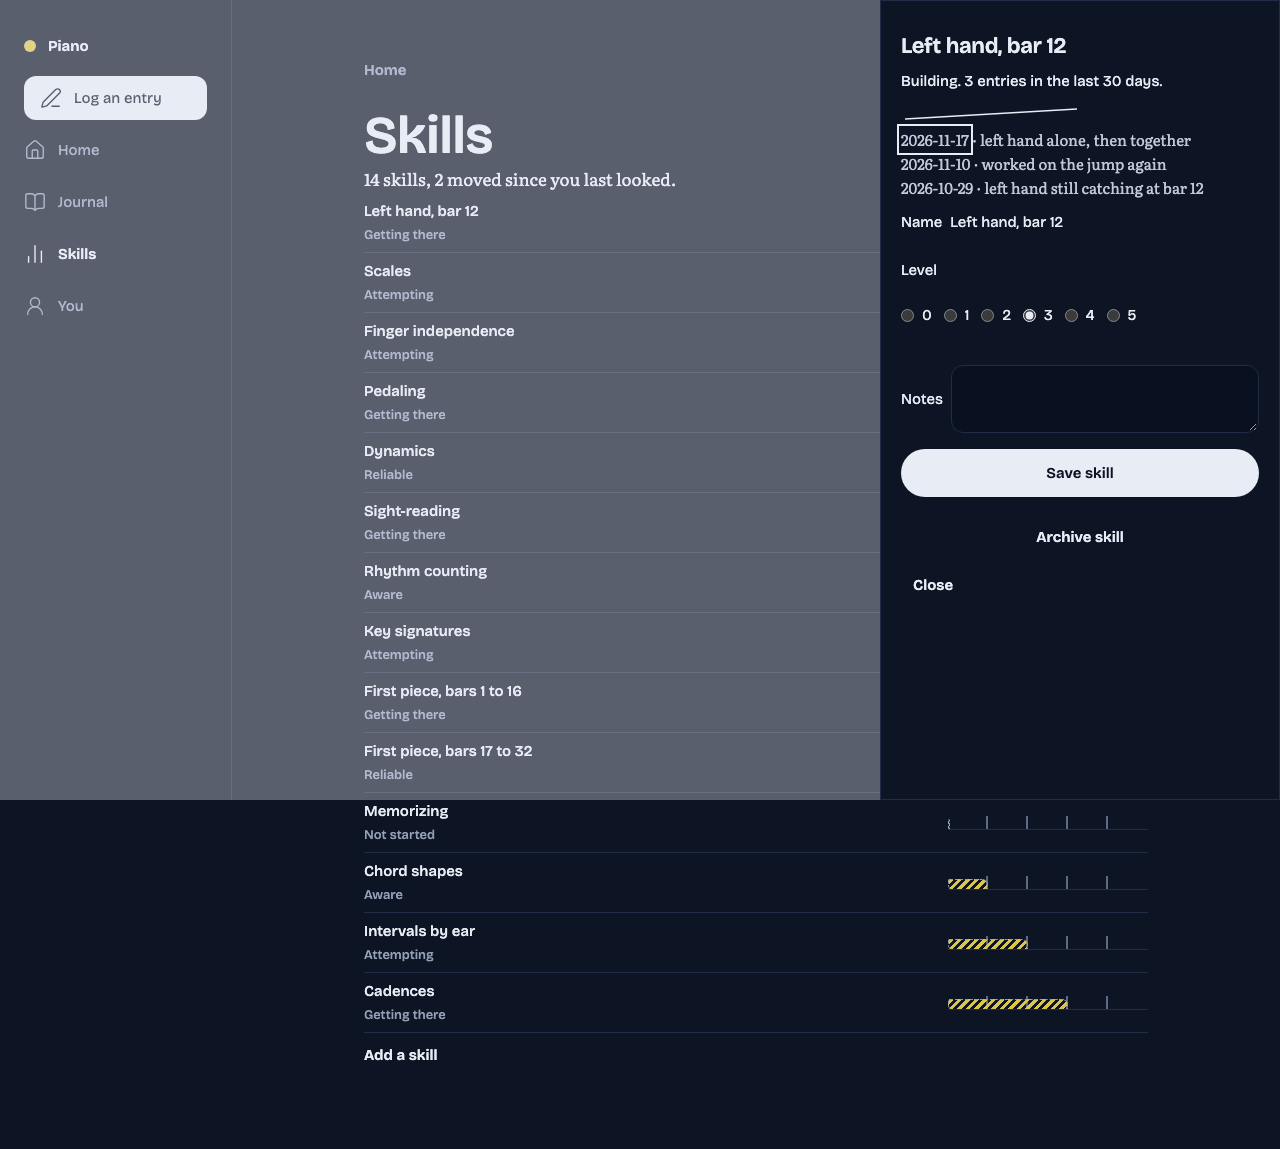 Piano
Log an entry
Home
Journal
Skills
You
Home
Skills
14 skills, 2 moved since you last looked.
Left hand, bar 12
Getting there
Scales
Attempting
Finger independence
Attempting
Pedaling
Getting there
Dynamics
Reliable
Sight-reading
Getting there
Rhythm counting
Aware
Key signatures
Attempting
First piece, bars 1 to 16
Getting there
First piece, bars 17 to 32
Reliable
Memorizing
Not started
Chord shapes
Aware
Intervals by ear
Attempting
Cadences
Getting there
Add a skill
Left hand, bar 12
Building. 3 entries in the last 30 days.
2026-11-17 · left hand alone, then together
2026-11-10 · worked on the jump again
2026-10-29 · left hand still catching at bar 12
Name Left hand, bar 12
Level
0 1 2 3 4 5
Notes
Save skill
Archive skill
Close